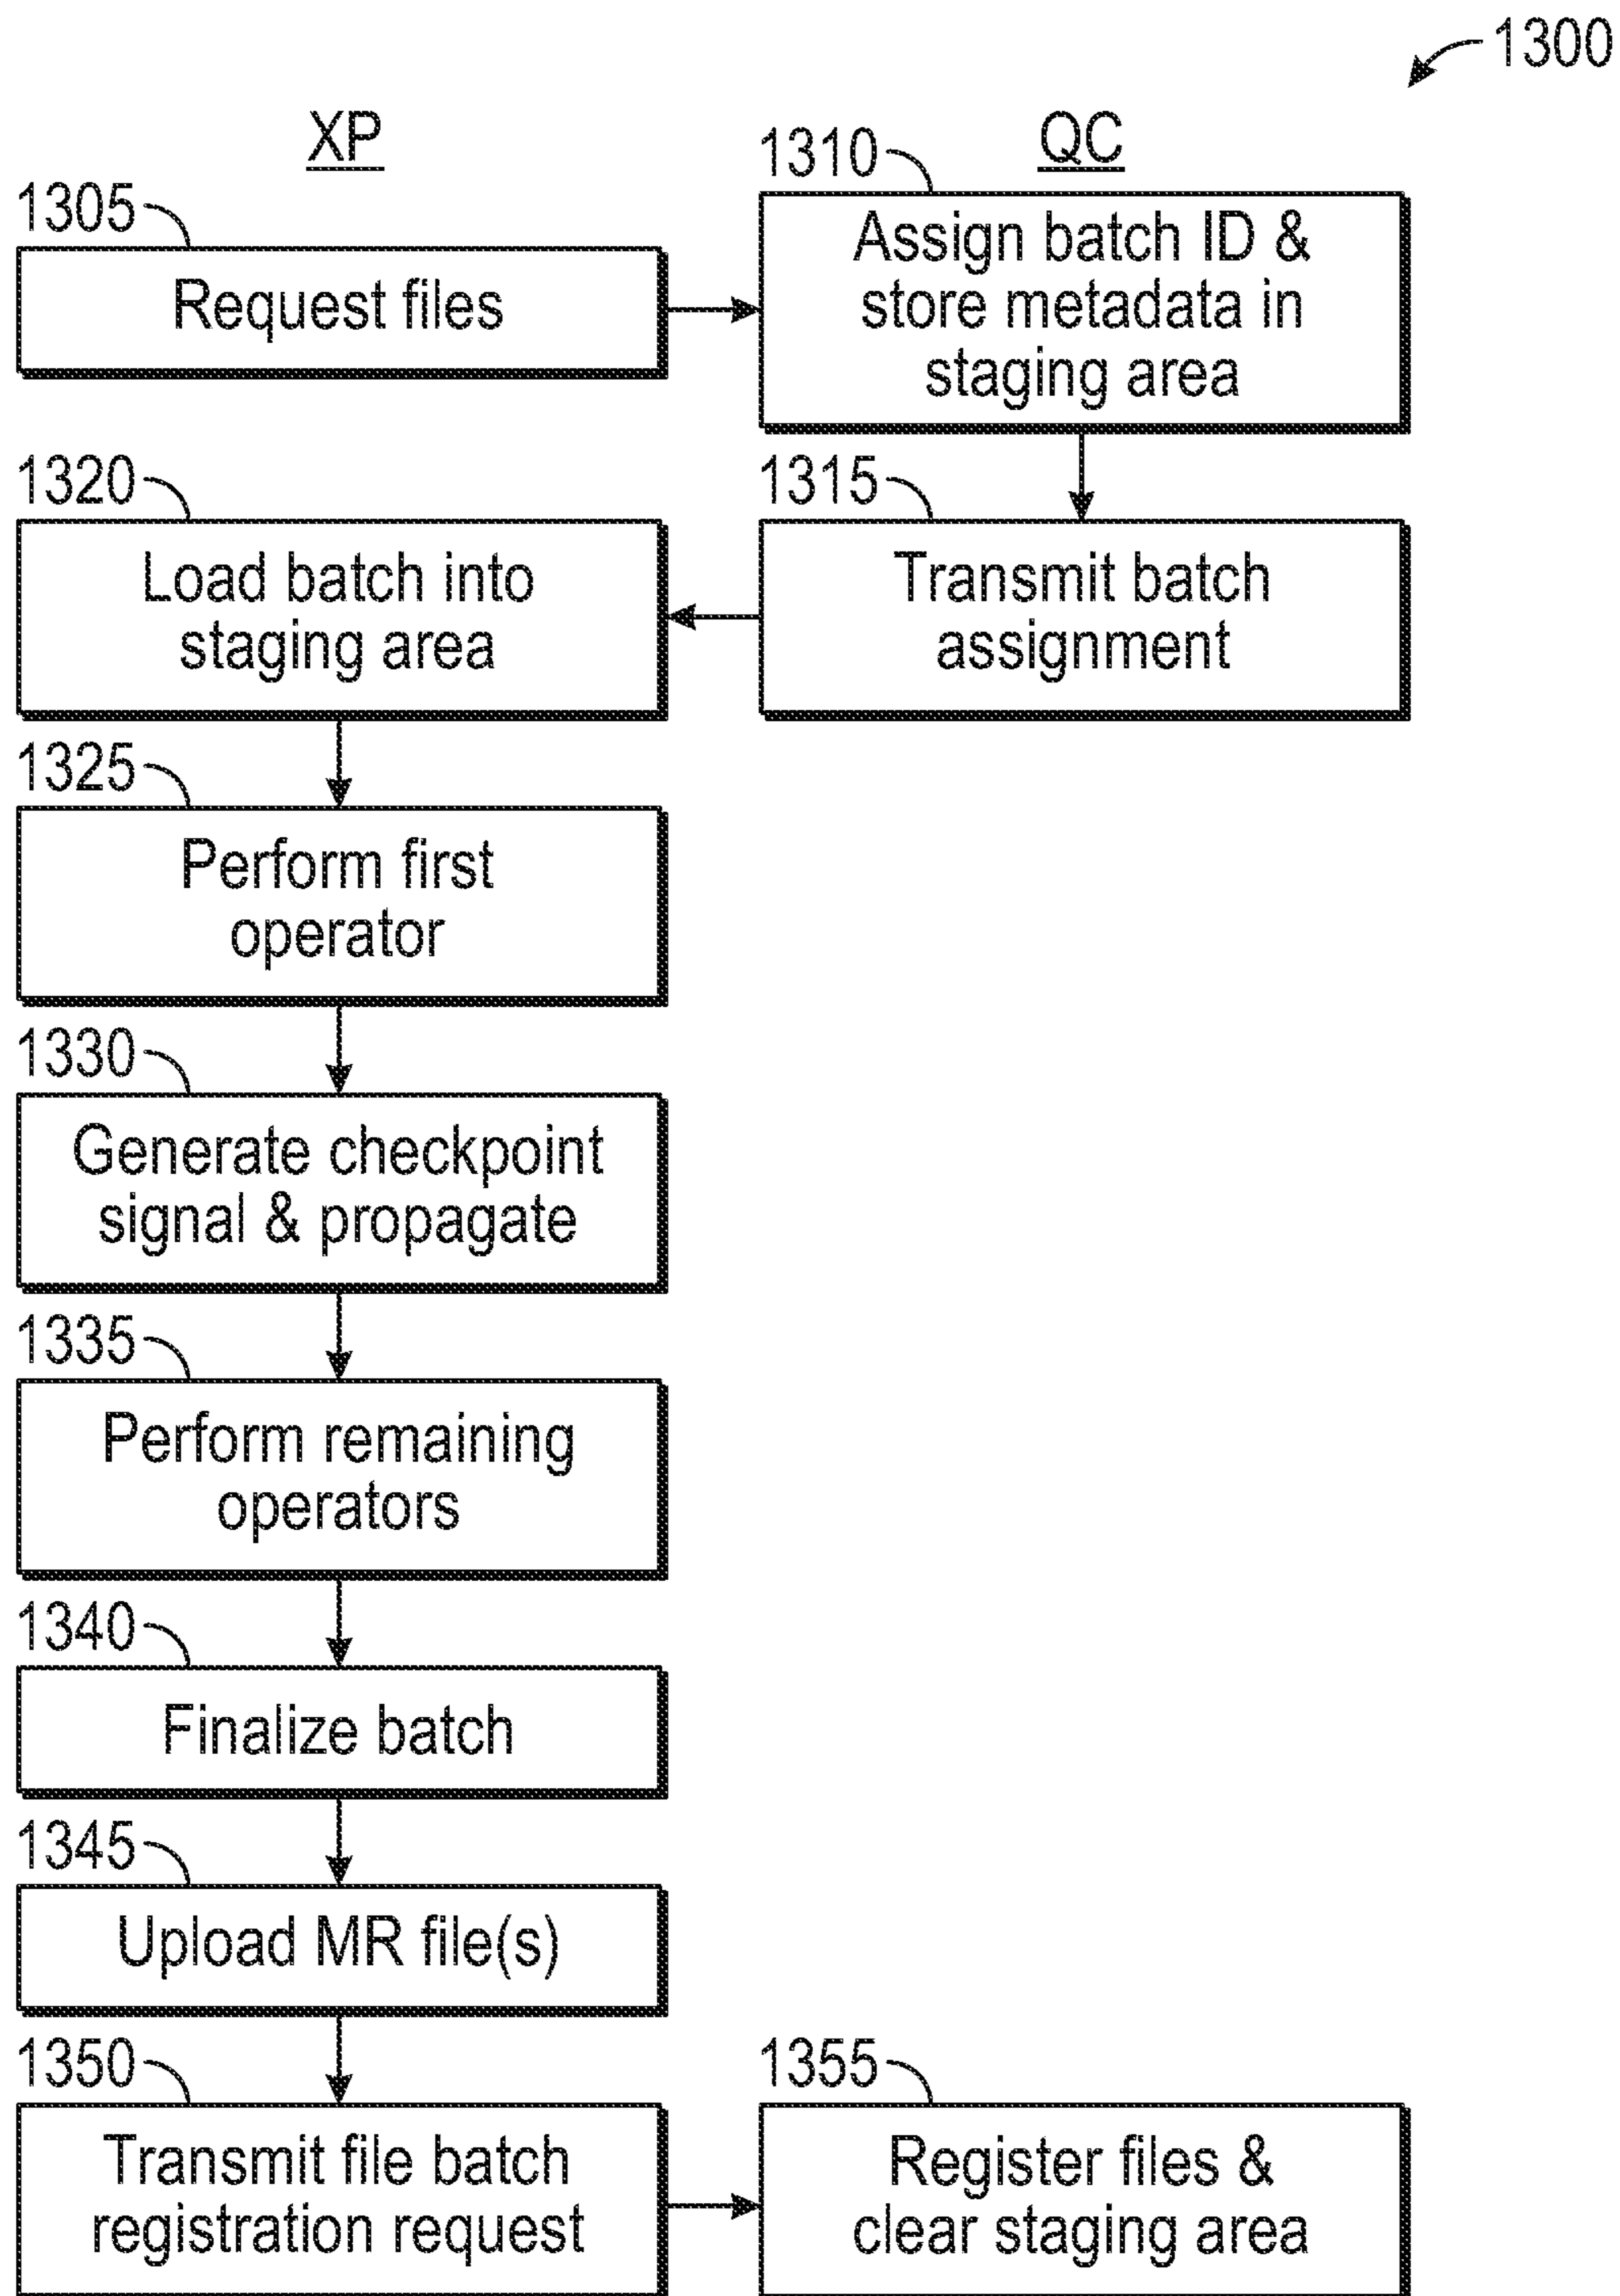 1300
XP
QC
1305
Request files
1310
Assign batch ID &
store metadata in
staging area
1315
Transmit batch
assignment
1320
Load batch into
staging area
1325
Perform first
operator
1330
Generate checkpoint
signal & propagate
1335
Perform remaining
operators
1340
Finalize batch
1345
Upload MR file(s)
1350
Transmit file batch
registration request
1355
Register files &
clear staging area